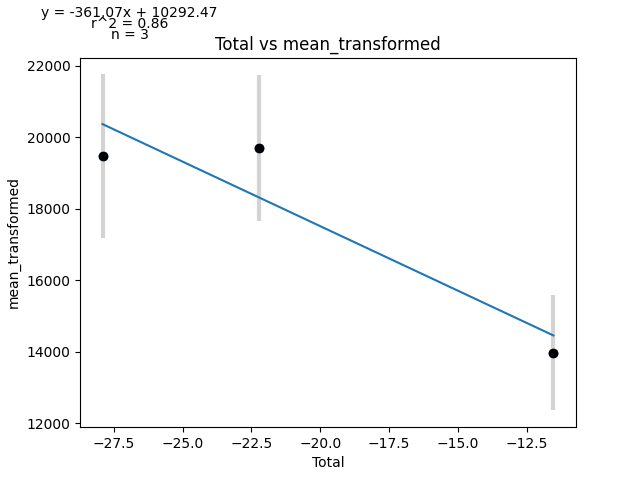 y = -361.07x + 10292.47
r^2 = 0.86
n = 3
Total vs mean_transformed
22000
20000
18000
16000
14000
12000
mean_transformed
−27.5 −25.0 −22.5 −20.0 −17.5 −15.0 −12.5
Total